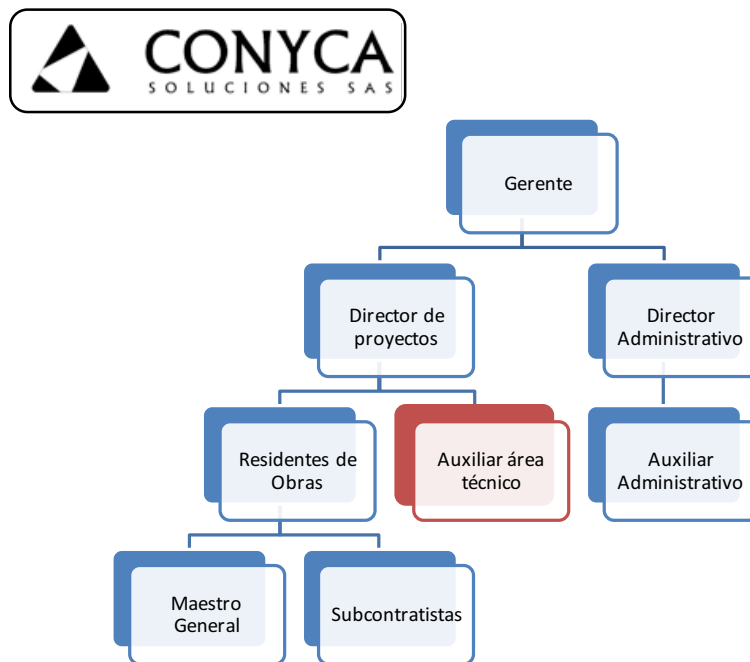 CONYCA
SOLUCIONES SAS
Gerente
Director de
proyectos
Director
Administrativo
Residentes de
Obras
Auxiliar área
técnico
Auxiliar
Administrativo
Maestro
General
Subcontratistas